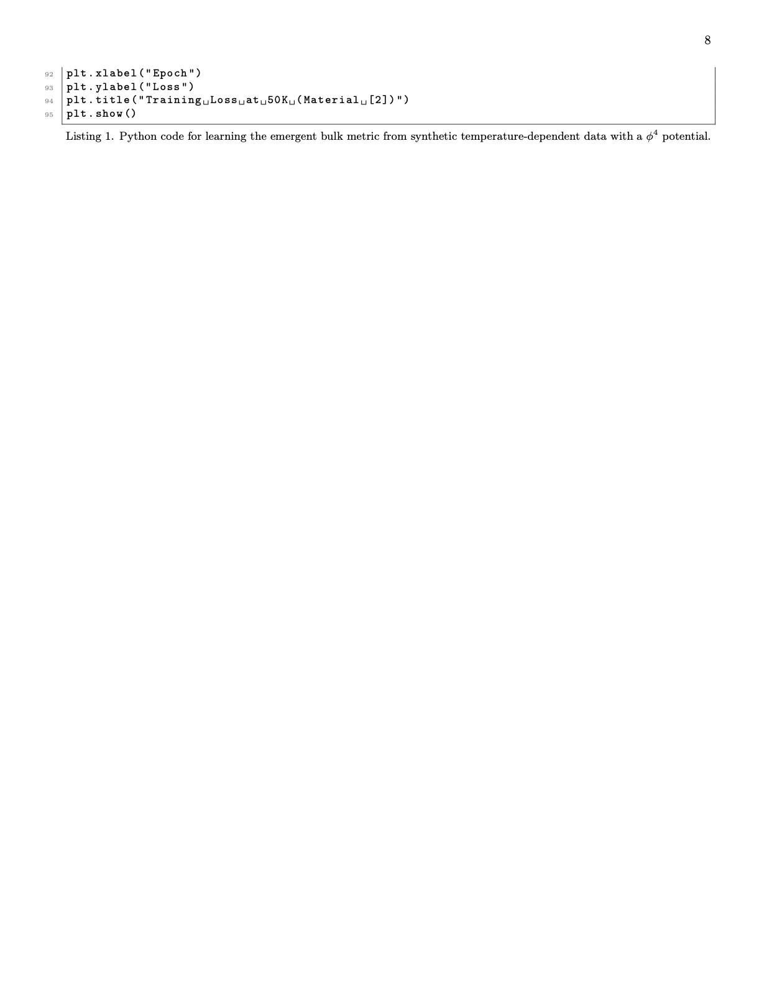 8
92 plt.xlabel("Epoch")
93 plt.ylabel("Loss")
94 plt.title("Training␣Loss␣at␣50K␣(Material␣[2])")
95 plt.show()
Listing 1. Python code for learning the emergent bulk metric from synthetic temperature-dependent data with a ϕ⁴ potential.